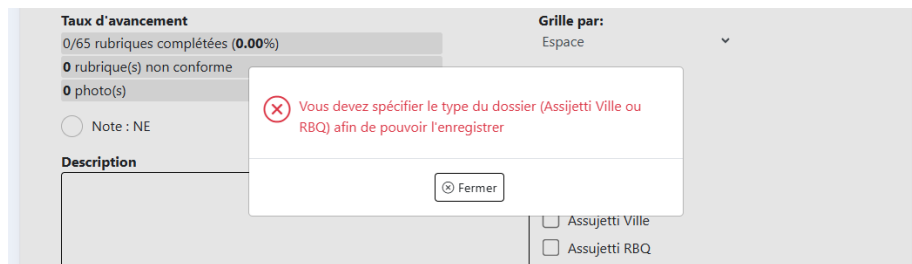 Taux d'avancement
0/65 rubriques complétées (0.00%)
0 rubrique(s) non conforme
0 photo(s)
Note : NE
Description
Grille par:
Espace
Vous devez spécifier le type du dossier (Assijetti Ville ou
RBQ) afin de pouvoir l'enregistrer
Fermer
Assujetti Ville
Assujetti RBQ